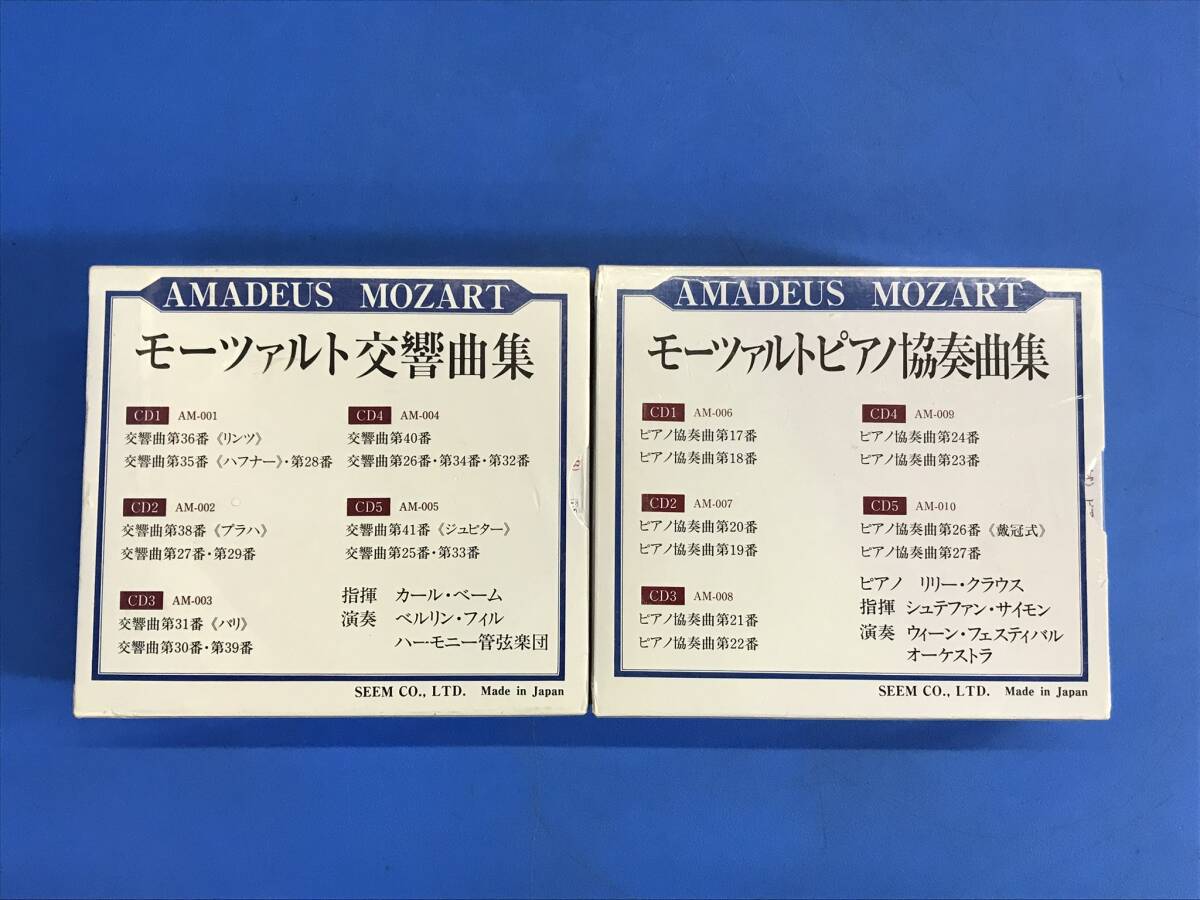 AMADEUS MOZART
モーツァルト交響曲集
CD1 AM-001
交響曲第36番《リンツ》
交響曲第35番《ハフナー》・第28番
CD2 AM-002
交響曲第38番《プラハ》
交響曲第27番・第29番
CD3 AM-003
交響曲第31番《パリ》
交響曲第30番・第39番
CD4 AM-004
交響曲第40番
交響曲第26番・第34番・第32番
CD5 AM-005
交響曲第41番《ジュピター》
交響曲第25番・第33番
指揮 カール・ベーム
演奏 ベルリン・フィル
ハーモニー管弦楽団
SEEM CO., LTD. Made in Japan
AMADEUS MOZART
モーツァルトピアノ協奏曲集
CD1 AM-006
ピアノ協奏曲第17番
ピアノ協奏曲第18番
CD2 AM-007
ピアノ協奏曲第20番
ピアノ協奏曲第19番
CD3 AM-008
ピアノ協奏曲第21番
ピアノ協奏曲第22番
CD4 AM-009
ピアノ協奏曲第24番
ピアノ協奏曲第23番
CD5 AM-010
ピアノ協奏曲第26番《戴冠式》
ピアノ協奏曲第27番
ピアノ リリー・クラウス
指揮 シュテファン・サイモン
演奏 ウィーン・フェスティバル
オーケストラ
SEEM CO., LTD. Made in Japan